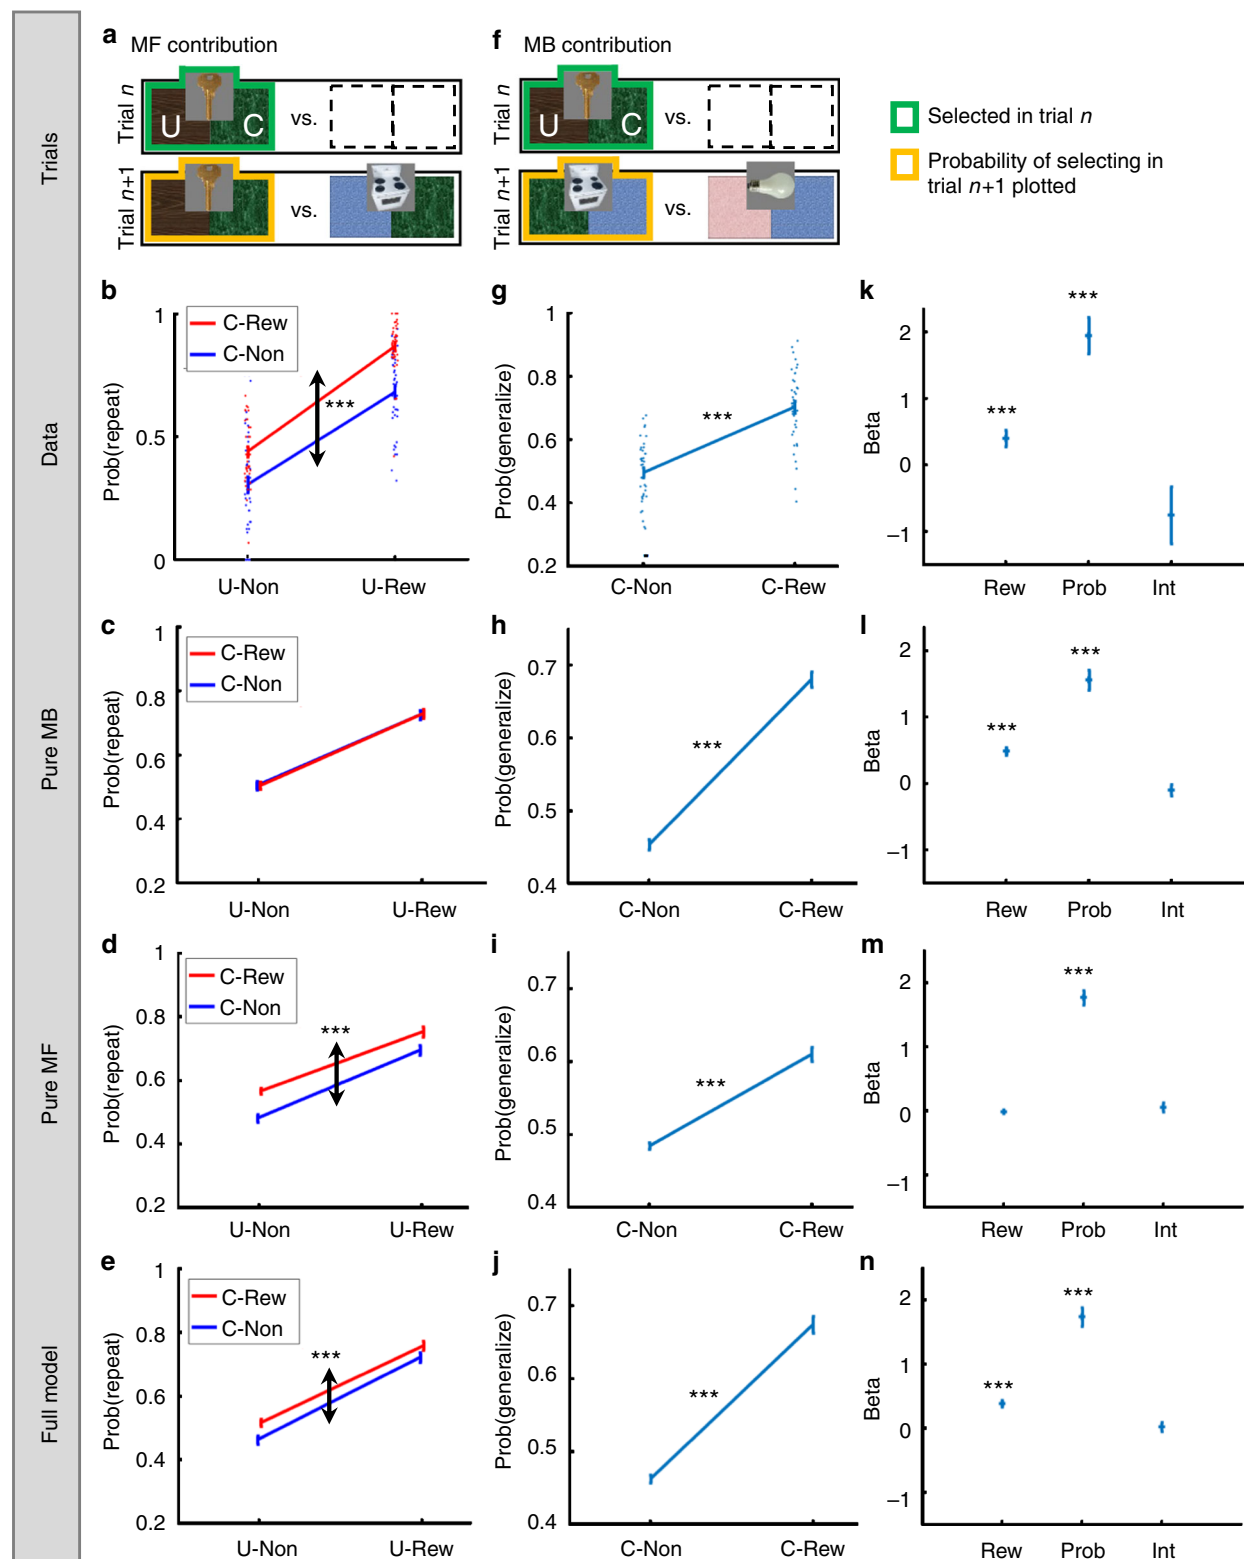 a MF contribution
Trial n
U C
vs.
Trial n+1
vs.
f MB contribution
Trial n
U C
vs.
Trial n+1
vs.
Selected in trial n
Probability of selecting in
trial n+1 plotted
Trials
Data
Pure MB
Pure MF
Full model
b
C-Rew
C-Non
***
Prob(repeat)
1
0.5
0
U-Non U-Rew
g
***
Prob(generalize)
1
0.8
0.6
0.4
0.2
C-Non C-Rew
k
***
***
Beta
2
1
0
–1
Rew Prob Int
c
C-Rew
C-Non
Prob(repeat)
1
0.8
0.6
0.4
0.2
U-Non U-Rew
h
***
Prob(generalize)
0.7
0.6
0.5
0.4
C-Non C-Rew
l
***
***
Beta
2
1
0
–1
Rew Prob Int
d
C-Rew
C-Non
***
Prob(repeat)
1
0.8
0.6
0.4
0.2
U-Non U-Rew
i
***
Prob(generalize)
0.7
0.6
0.5
0.4
C-Non C-Rew
m
***
Beta
2
1
0
–1
Rew Prob Int
e
C-Rew
C-Non
***
Prob(repeat)
1
0.8
0.6
0.4
0.2
U-Non U-Rew
j
***
Prob(generalize)
0.7
0.6
0.5
0.4
C-Non C-Rew
n
***
***
Beta
2
1
0
–1
Rew Prob Int